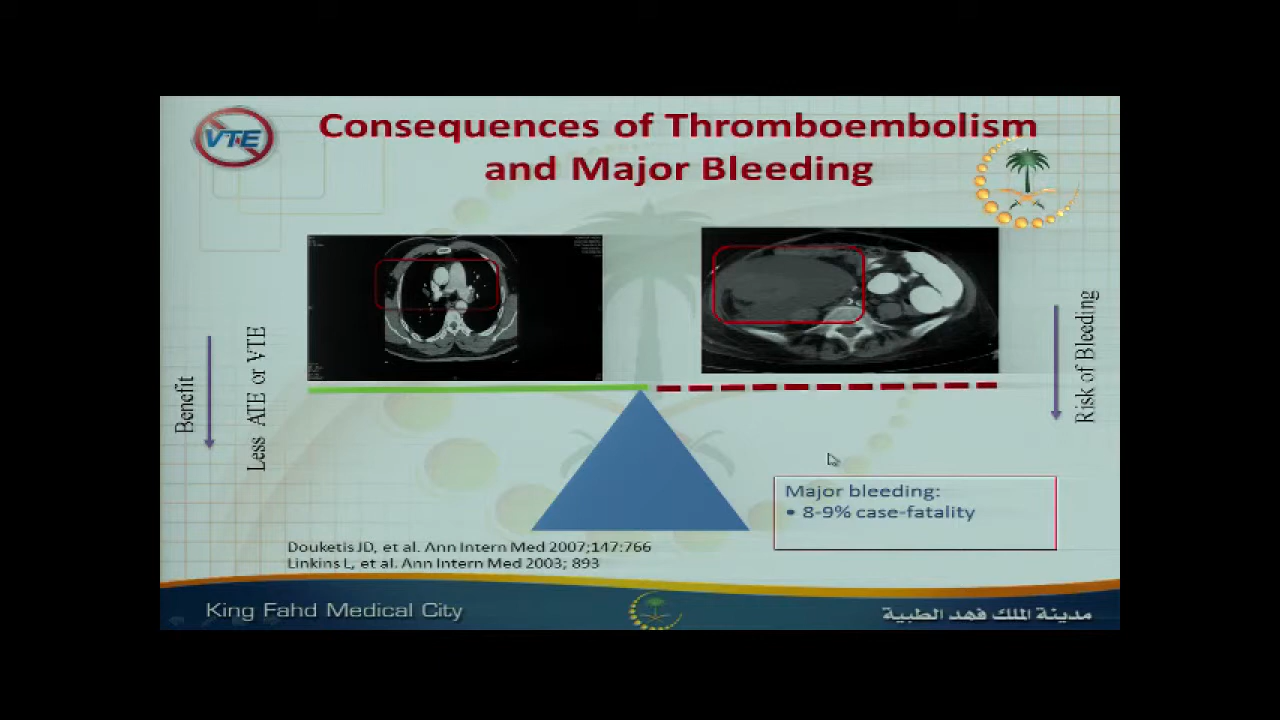 VTE
Consequences of Thromboembolism
and Major Bleeding
Benefit
Less ATE or VTE
Risk of Bleeding
Major bleeding:
• 8-9% case-fatality
Douketis JD, et al. Ann Intern Med 2007;147:766
Linkins L, et al. Ann Intern Med 2003; 893
King Fahd Medical City
مدينة الملك فهد الطبية